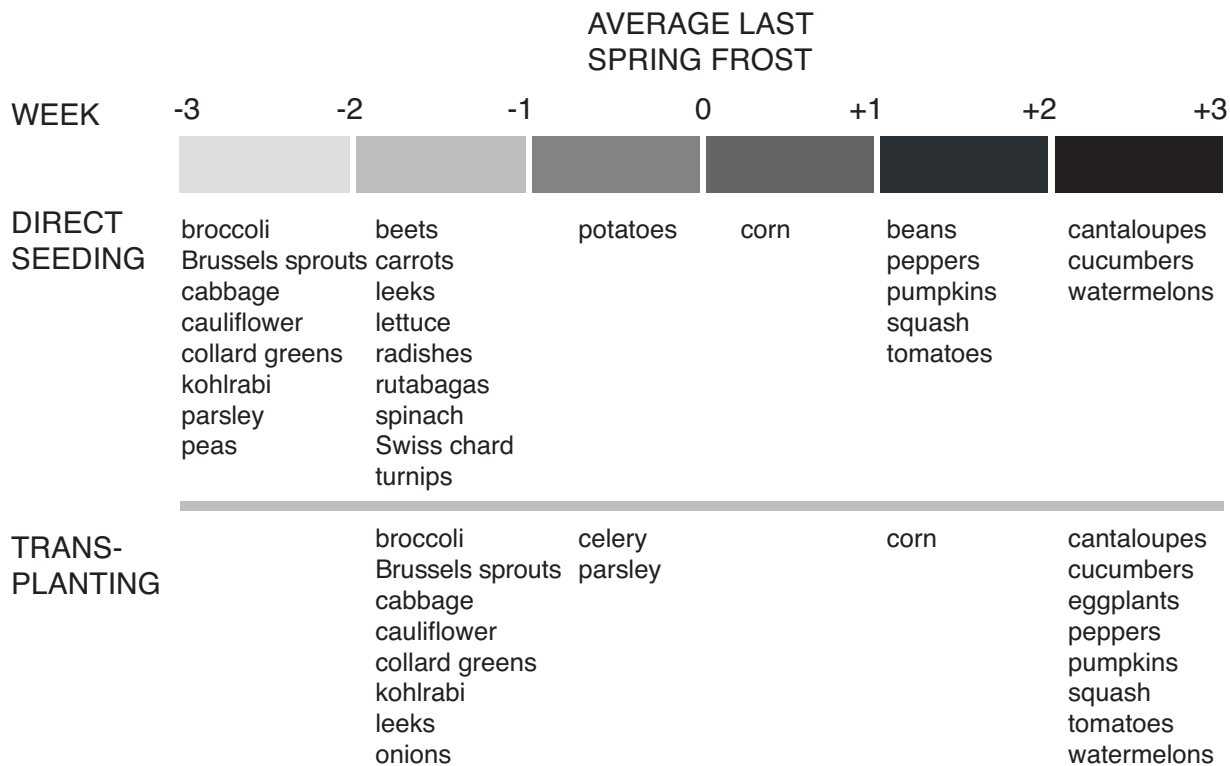 AVERAGE LAST
SPRING FROST
WEEK -3 -2 -1 0 +1 +2 +3
DIRECT
SEEDING
broccoli
Brussels sprouts
cabbage
cauliflower
collard greens
kohlrabi
parsley
peas
beets
carrots
leeks
lettuce
radishes
rutabagas
spinach
Swiss chard
turnips
potatoes
corn
beans
peppers
pumpkins
squash
tomatoes
cantaloupes
cucumbers
watermelons
TRANS-
PLANTING
broccoli
Brussels sprouts
cabbage
cauliflower
collard greens
kohlrabi
leeks
onions
celery
parsley
corn
cantaloupes
cucumbers
eggplants
peppers
pumpkins
squash
tomatoes
watermelons